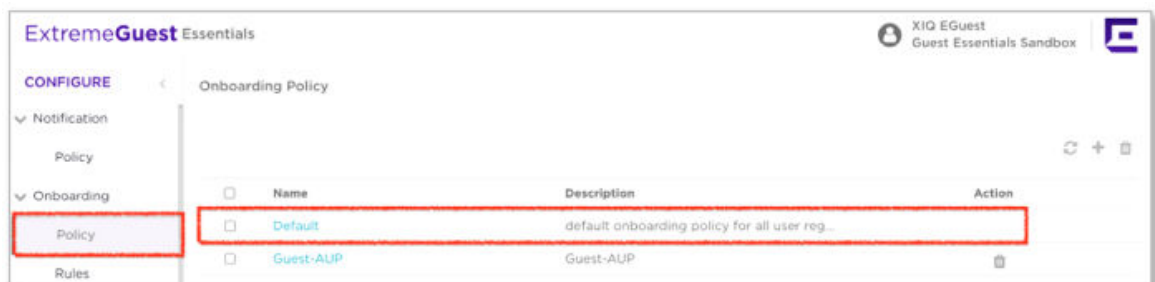 ExtremeGuest Essentials
XIQ EGuest
Guest Essentials Sandbox
CONFIGURE
Onboarding Policy
Notification
Policy
Onboarding
Name Description Action
Policy
Default default onboarding policy for all user reg...
Guest-AUP Guest-AUP
Rules